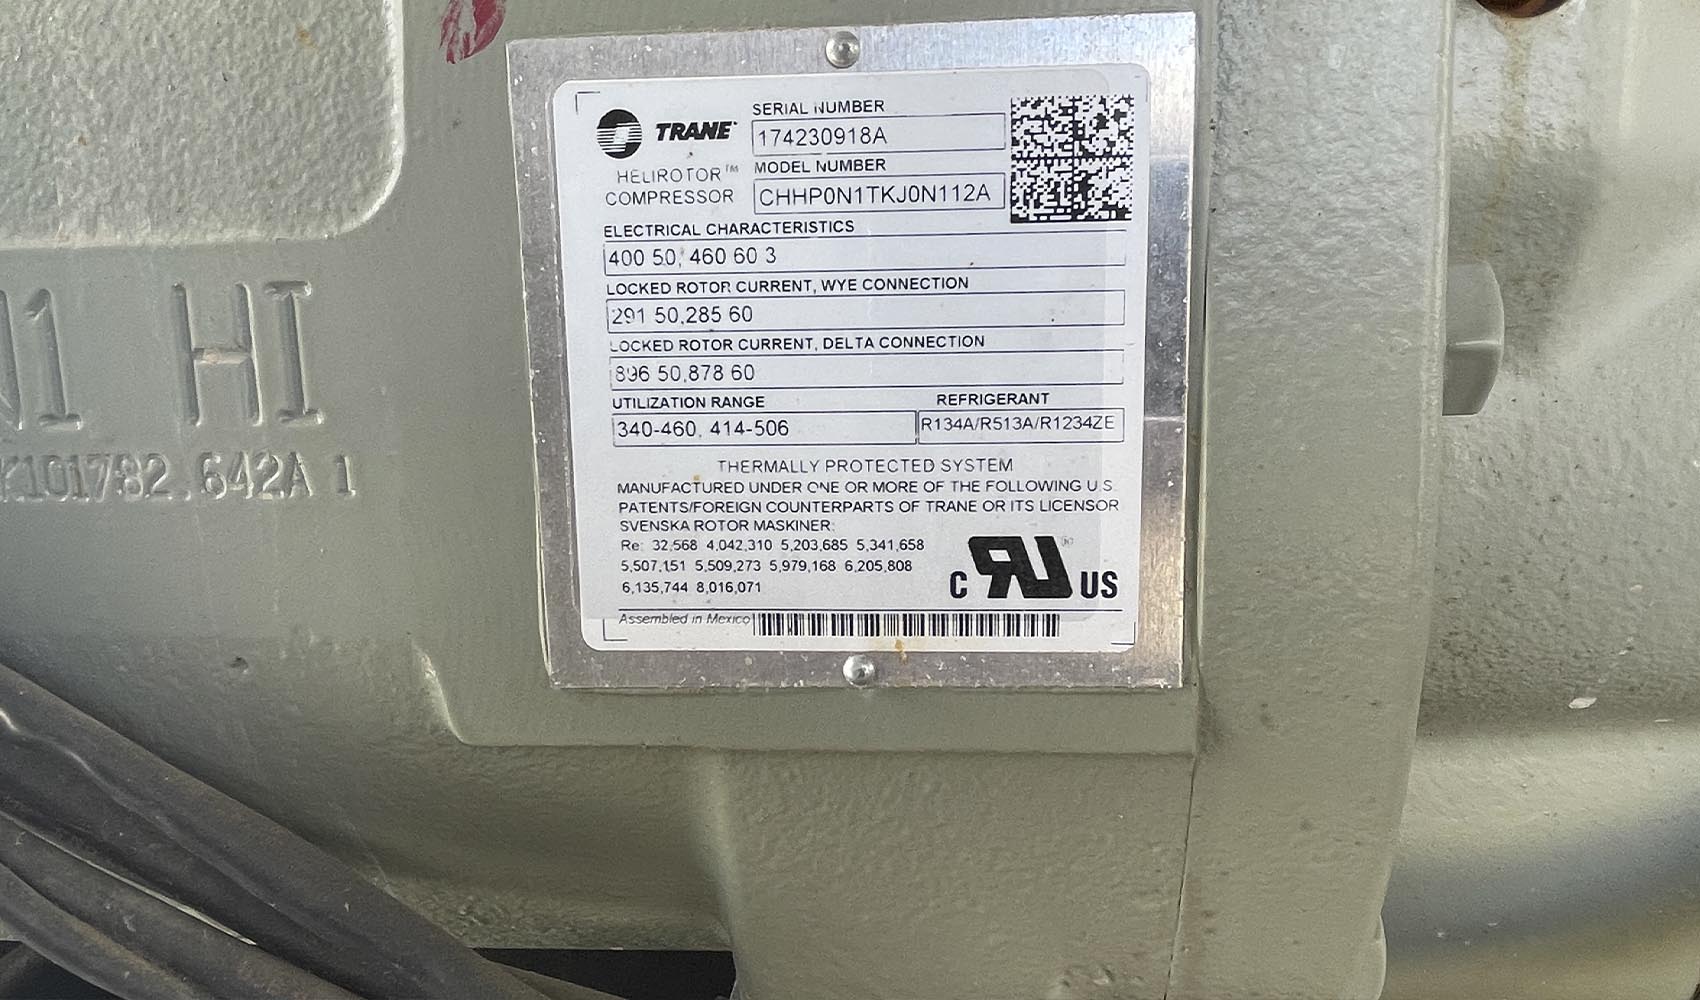 SERIAL NUMBER
TRANE
174230918A
MODEL NUMBER
HELIROTOR™
COMPRESSOR
CHHP0N1TKJ0N112A
ELECTRICAL CHARACTERISTICS
400 50, 460 60 3
LOCKED ROTOR CURRENT, WYE CONNECTION
291 50,285 60
LOCKED ROTOR CURRENT, DELTA CONNECTION
896 50,878 60
UTILIZATION RANGE REFRIGERANT
340-460, 414-506 R134A/R513A/R1234ZE
THERMALLY PROTECTED SYSTEM
MANUFACTURED UNDER ONE OR MORE OF THE FOLLOWING U.S.
PATENTS/FOREIGN COUNTERPARTS OF TRANE OR ITS LICENSOR
SVENSKA ROTOR MASKINER:
Re: 32,568 4,042,310 5,203,685 5,341,658
5,507,151 5,509,273 5,979,168 6,205,808
6,135,744 8,016,071
C RU ® US
Assembled in Mexico
N1 HI
X101782.642A 1